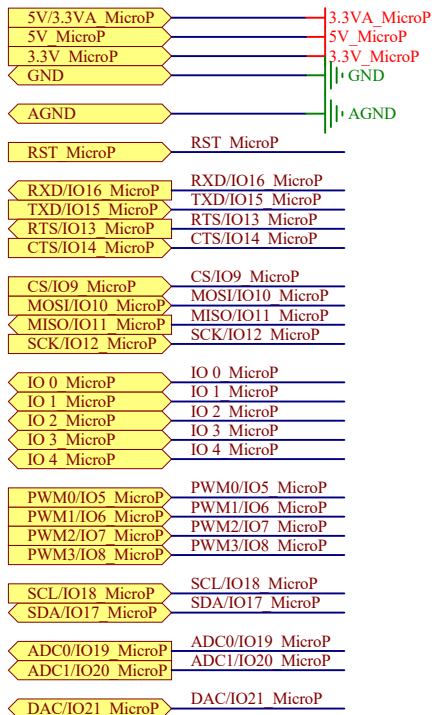 5V/3.3VA_MicroP 3.3VA_MicroP
5V_MicroP 5V_MicroP
3.3V_MicroP 3.3V_MicroP
GND GND
AGND AGND
RST_MicroP RST_MicroP
RXD/IO16_MicroP RXD/IO16_MicroP
TXD/IO15_MicroP TXD/IO15_MicroP
RTS/IO13_MicroP RTS/IO13_MicroP
CTS/IO14_MicroP CTS/IO14_MicroP
CS/IO9_MicroP CS/IO9_MicroP
MOSI/IO10_MicroP MOSI/IO10_MicroP
MISO/IO11_MicroP MISO/IO11_MicroP
SCK/IO12_MicroP SCK/IO12_MicroP
IO 0_MicroP IO 0_MicroP
IO 1_MicroP IO 1_MicroP
IO 2_MicroP IO 2_MicroP
IO 3_MicroP IO 3_MicroP
IO 4_MicroP IO 4_MicroP
PWM0/IO5_MicroP PWM0/IO5_MicroP
PWM1/IO6_MicroP PWM1/IO6_MicroP
PWM2/IO7_MicroP PWM2/IO7_MicroP
PWM3/IO8_MicroP PWM3/IO8_MicroP
SCL/IO18_MicroP SCL/IO18_MicroP
SDA/IO17_MicroP SDA/IO17_MicroP
ADC0/IO19_MicroP ADC0/IO19_MicroP
ADC1/IO20_MicroP ADC1/IO20_MicroP
DAC/IO21_MicroP DAC/IO21_MicroP